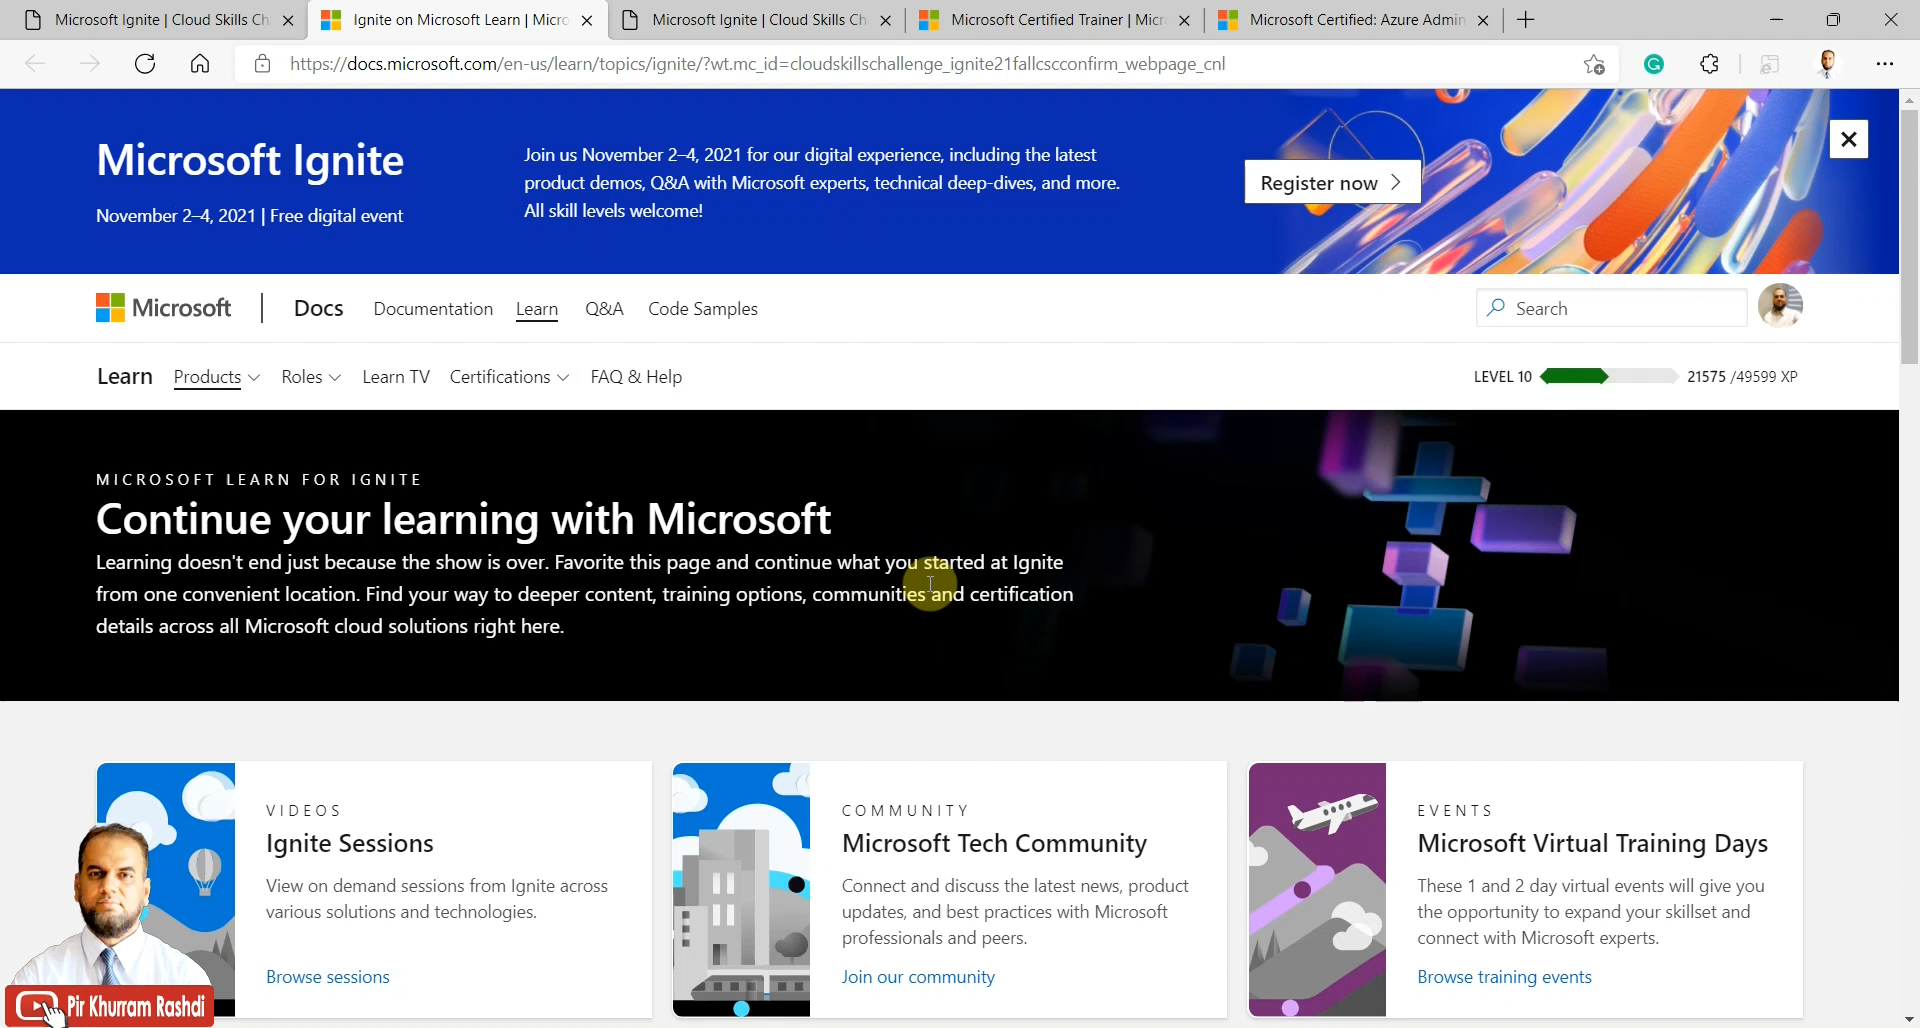 Microsoft Ignite | Cloud Skills Ch
Ignite on Microsoft Learn | Micro
Microsoft Ignite | Cloud Skills Ch
Microsoft Certified Trainer | Micr
Microsoft Certified: Azure Admin
https://docs.microsoft.com/en-us/learn/topics/ignite/?wt.mc_id=cloudskillschallenge_ignite21fallcscconfirm_webpage_cnl
Microsoft Ignite
November 2–4, 2021 | Free digital event
Join us November 2–4, 2021 for our digital experience, including the latest
product demos, Q&A with Microsoft experts, technical deep-dives, and more.
All skill levels welcome!
Register now
Microsoft
Docs
Documentation
Learn
Q&A
Code Samples
Search
Learn
Products
Roles
Learn TV
Certifications
FAQ & Help
LEVEL 10
21575 /49599 XP
MICROSOFT LEARN FOR IGNITE
Continue your learning with Microsoft
Learning doesn't end just because the show is over. Favorite this page and continue what you started at Ignite
from one convenient location. Find your way to deeper content, training options, communities and certification
details across all Microsoft cloud solutions right here.
VIDEOS
Ignite Sessions
View on demand sessions from Ignite across
various solutions and technologies.
Browse sessions
COMMUNITY
Microsoft Tech Community
Connect and discuss the latest news, product
updates, and best practices with Microsoft
professionals and peers.
Join our community
EVENTS
Microsoft Virtual Training Days
These 1 and 2 day virtual events will give you
the opportunity to expand your skillset and
connect with Microsoft experts.
Browse training events
Pir Khurram Rashdi